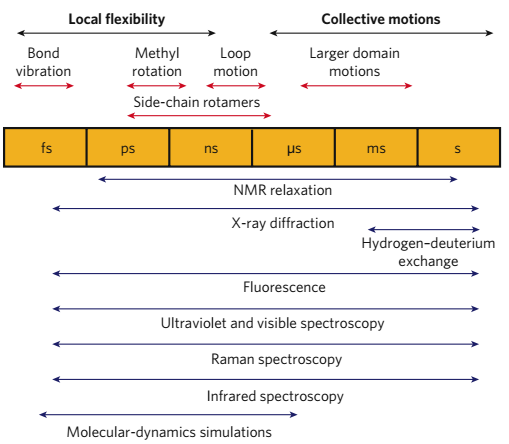 Local flexibility
Collective motions
Bond
vibration
Methyl
rotation
Loop
motion
Larger domain
motions
Side-chain rotamers
fs
ps
ns
μs
ms
s
NMR relaxation
X-ray diffraction
Hydrogen–deuterium
exchange
Fluorescence
Ultraviolet and visible spectroscopy
Raman spectroscopy
Infrared spectroscopy
Molecular-dynamics simulations